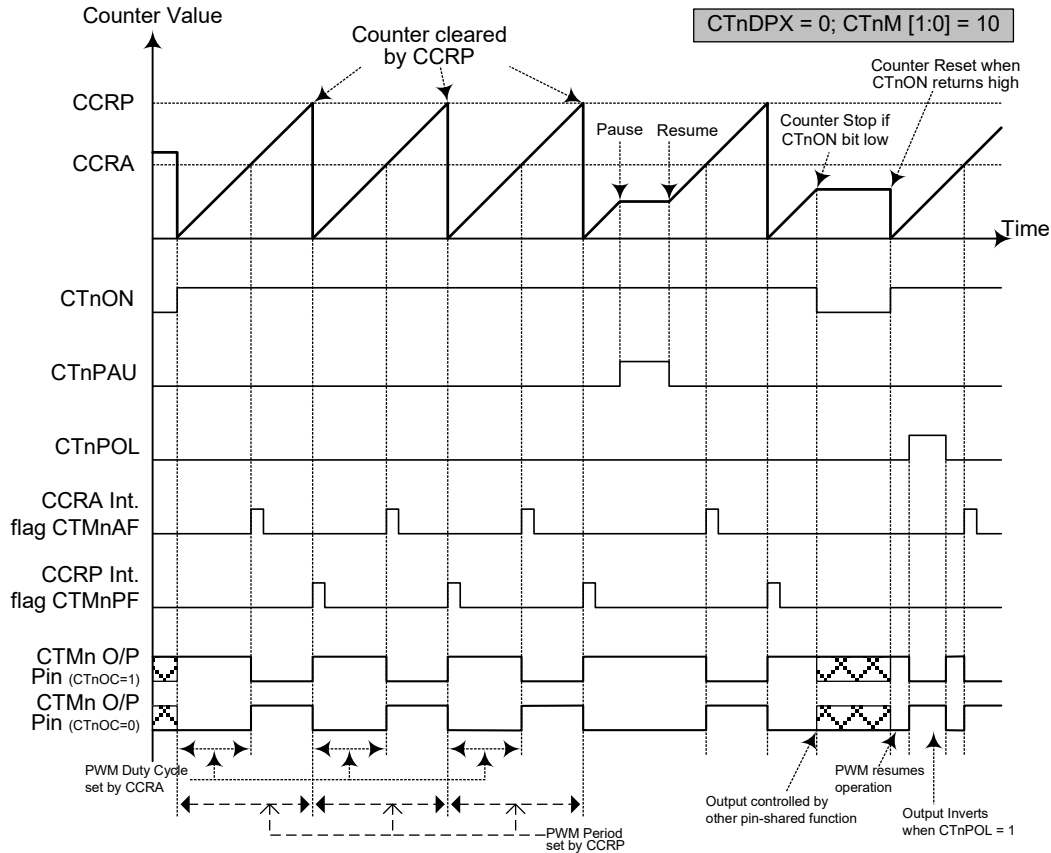 Counter Value
CTnDPX = 0; CTnM [1:0] = 10
Counter cleared
by CCRP
Counter Reset when
CTnON returns high
CCRP
Counter Stop if
CTnON bit low
Pause
Resume
CCRA
Time
CTnON
CTnPAU
CTnPOL
CCRA Int.
flag CTMnAF
CCRP Int.
flag CTMnPF
CTMn O/P
Pin (CTnOC=1)
CTMn O/P
Pin (CTnOC=0)
PWM Duty Cycle
set by CCRA
PWM resumes
operation
Output controlled by
other pin-shared function
Output Inverts
when CTnPOL = 1
PWM Period
set by CCRP